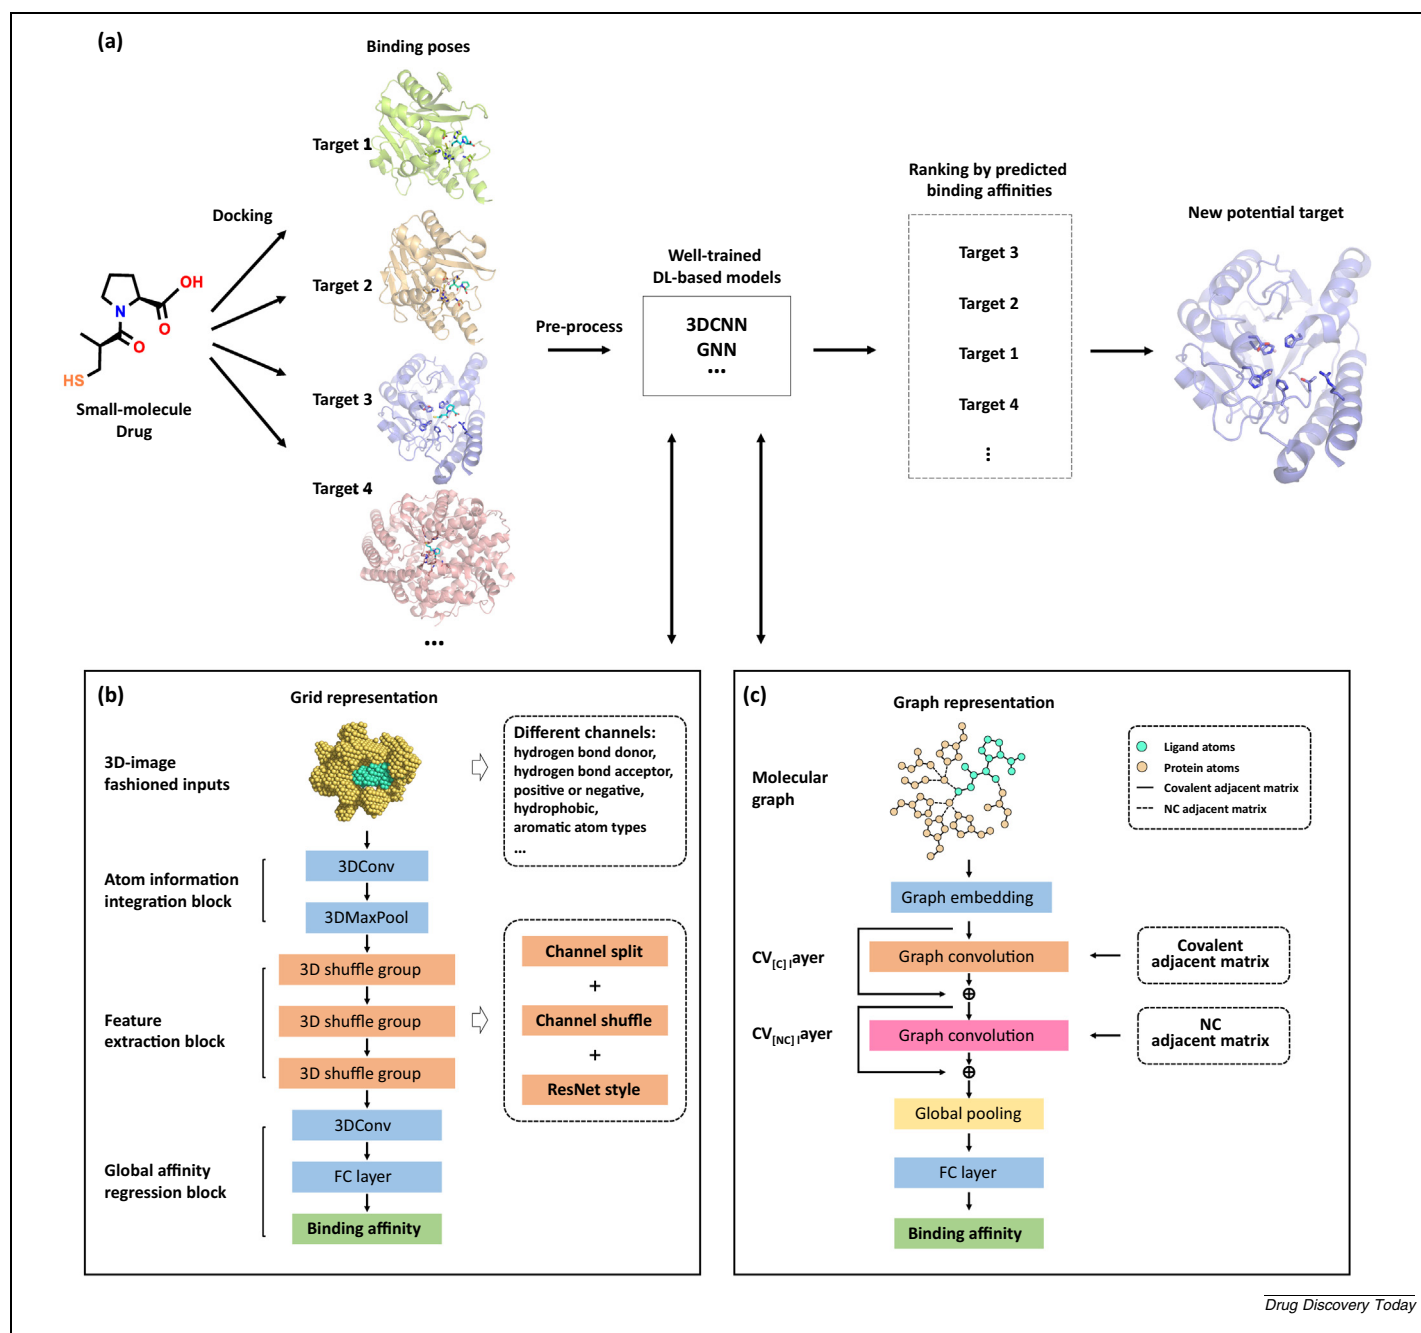 (a)
Binding poses
Target 1
Docking
Target 2
Target 3
Target 4
...
OH
O
N
O
HS
Small-molecule
Drug
Pre-process
Well-trained
DL-based models
3DCNN
GNN
...
Ranking by predicted
binding affinities
Target 3
Target 2
Target 1
Target 4
...
New potential target
(b)
Grid representation
3D-image
fashioned inputs
Different channels:
hydrogen bond donor,
hydrogen bond acceptor,
positive or negative,
hydrophobic,
aromatic atom types
...
Atom information
integration block
3DConv
3DMaxPool
Feature
extraction block
3D shuffle group
3D shuffle group
3D shuffle group
Channel split
+
Channel shuffle
+
ResNet style
Global affinity
regression block
3DConv
FC layer
Binding affinity
(c)
Graph representation
Molecular
graph
Ligand atoms
Protein atoms
Covalent adjacent matrix
NC adjacent matrix
Graph embedding
CV[C] layer
Graph convolution
Covalent
adjacent matrix
CV[NC] layer
Graph convolution
NC
adjacent matrix
Global pooling
FC layer
Binding affinity
Drug Discovery Today